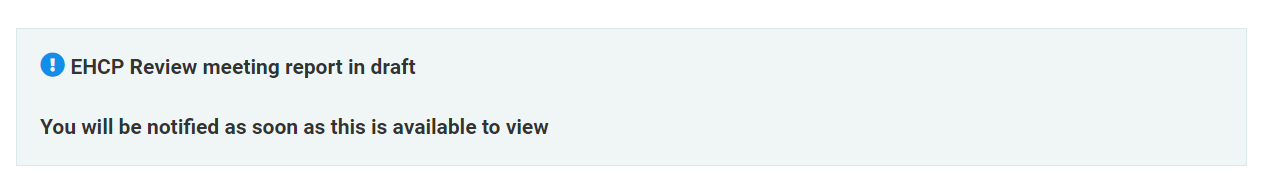 EHCP Review meeting report in draft
You will be notified as soon as this is available to view